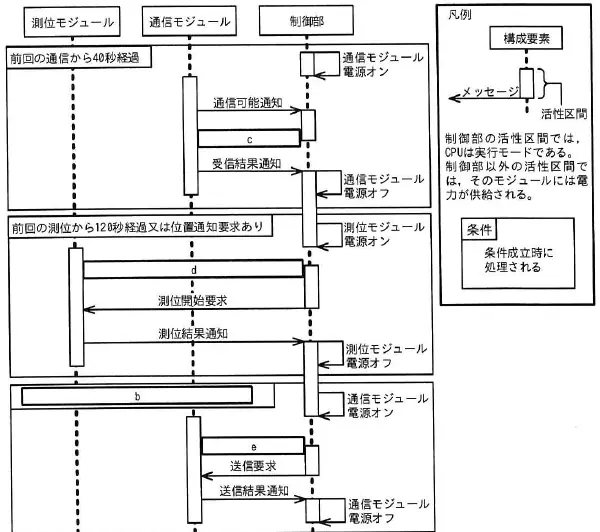 測位モジュール
通信モジュール
制御部
前回の通信から40秒経過
通信モジュール
電源オン
通信可能通知
c
受信結果通知
通信モジュール
電源オフ
前回の測位から120秒経過又は位置通知要求あり
測位モジュール
電源オン
d
測位開始要求
測位結果通知
測位モジュール
電源オフ
b
通信モジュール
電源オン
e
送信要求
送信結果通知
通信モジュール
電源オフ
凡例
構成要素
メッセージ
活性区間
制御部の活性区間では，
CPUは実行モードである。
制御部以外の活性区間で
は，そのモジュールには電
力が供給される。
条件
条件成立時に
処理される